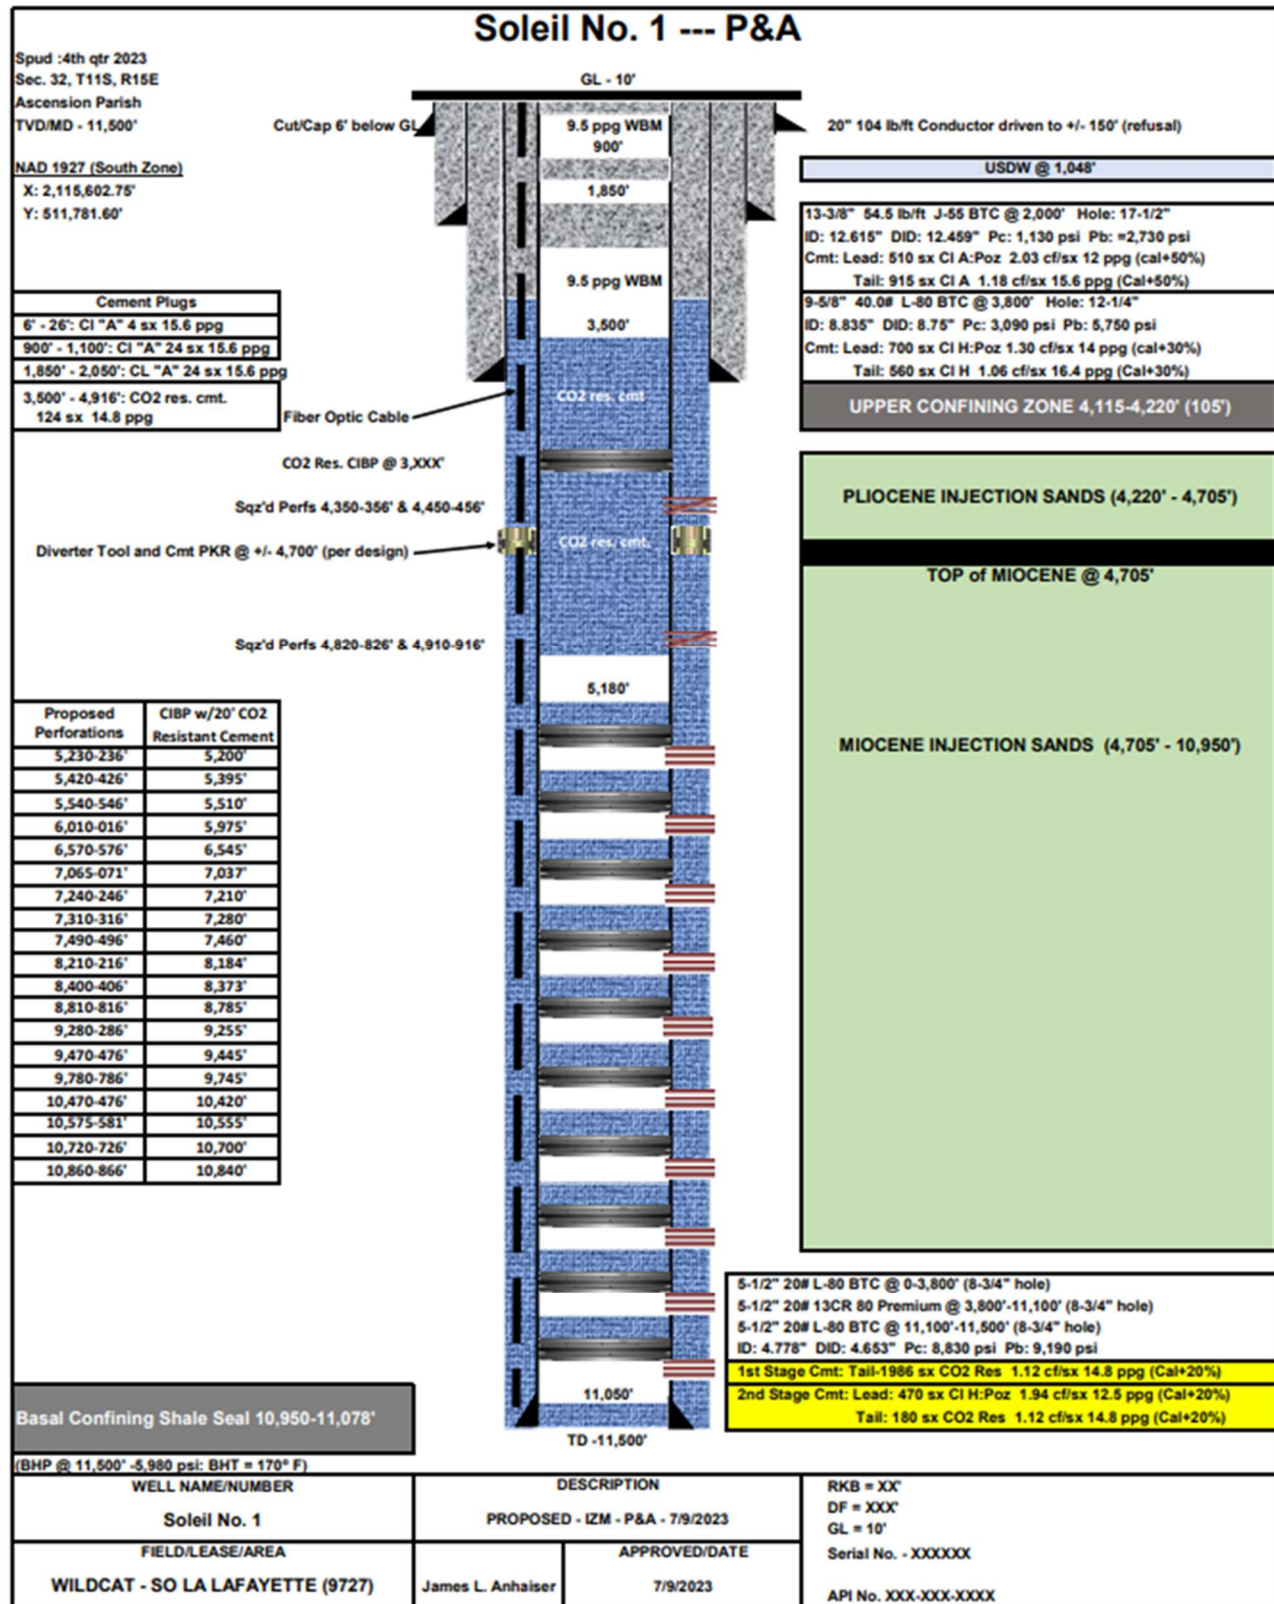 Soleil No. 1 --- P&A
Spud :4th qtr 2023
Sec. 32, T11S, R15E
Ascension Parish
TVD/MD - 11,500'
NAD 1927 (South Zone)
X: 2,115,602.75'
Y: 511,781.60'
GL - 10'
Cut/Cap 6' below GL
9.5 ppg WBM
900'
1,850'
9.5 ppg WBM
3,500'
CO2 res. cmt
20" 104 lb/ft Conductor driven to +/- 150' (refusal)
USDW @ 1,048'
13-3/8" 54.5 lb/ft J-55 BTC @ 2,000' Hole: 17-1/2"
ID: 12.615" DID: 12.459" Pc: 1,130 psi Pb: =2,730 psi
Cmt: Lead: 510 sx Cl A:Poz 2.03 cf/sx 12 ppg (cal+50%)
Tail: 915 sx Cl A 1.18 cf/sx 15.6 ppg (Cal+50%)
9-5/8" 40.0# L-80 BTC @ 3,800' Hole: 12-1/4"
ID: 8.835" DID: 8.75" Pc: 3,090 psi Pb: 5,750 psi
Cmt: Lead: 700 sx Cl H:Poz 1.30 cf/sx 14 ppg (cal+30%)
Tail: 560 sx Cl H 1.06 cf/sx 16.4 ppg (Cal+30%)
UPPER CONFINING ZONE 4,115-4,220' (105')
Cement Plugs
6' - 26': Cl "A" 4 sx 15.6 ppg
900' - 1,100': Cl "A" 24 sx 15.6 ppg
1,850' - 2,050': CL "A" 24 sx 15.6 ppg
3,500' - 4,916': CO2 res. cmt.
124 sx 14.8 ppg
Fiber Optic Cable
CO2 Res. CIBP @ 3,XXX'
Sqz'd Perfs 4,350-356' & 4,450-456'
Diverter Tool and Cmt PKR @ +/- 4,700' (per design)
CO2 res. cmt.
Sqz'd Perfs 4,820-826' & 4,910-916'
5,180'
PLIOCENE INJECTION SANDS (4,220' - 4,705')
TOP of MIOCENE @ 4,705'
MIOCENE INJECTION SANDS (4,705' - 10,950')
Proposed Perforations CIBP w/20' CO2 Resistant Cement
5,230-236' 5,200'
5,420-426' 5,395'
5,540-546' 5,510'
6,010-016' 5,975'
6,570-576' 6,545'
7,065-071' 7,037'
7,240-246' 7,210'
7,310-316' 7,280'
7,490-496' 7,460'
8,210-216' 8,184'
8,400-406' 8,373'
8,810-816' 8,785'
9,280-286' 9,255'
9,470-476' 9,445'
9,780-786' 9,745'
10,470-476' 10,420'
10,575-581' 10,555'
10,720-726' 10,700'
10,860-866' 10,840'
5-1/2" 20# L-80 BTC @ 0-3,800' (8-3/4" hole)
5-1/2" 20# 13CR 80 Premium @ 3,800'-11,100' (8-3/4" hole)
5-1/2" 20# L-80 BTC @ 11,100'-11,500' (8-3/4" hole)
ID: 4.778" DID: 4.653" Pc: 8,830 psi Pb: 9,190 psi
1st Stage Cmt: Tail-1986 sx CO2 Res 1.12 cf/sx 14.8 ppg (Cal+20%)
2nd Stage Cmt: Lead: 470 sx Cl H:Poz 1.94 cf/sx 12.5 ppg (Cal+20%)
Tail: 180 sx CO2 Res 1.12 cf/sx 14.8 ppg (Cal+20%)
11,050'
TD -11,500'
Basal Confining Shale Seal 10,950-11,078'
(BHP @ 11,500' -5,980 psi: BHT = 170° F)
WELL NAME/NUMBER
Soleil No. 1
DESCRIPTION
PROPOSED - IZM - P&A - 7/9/2023
FIELD/LEASE/AREA
WILDCAT - SO LA LAFAYETTE (9727)
James L. Anhaiser
APPROVED/DATE
7/9/2023
RKB = XX'
DF = XXX'
GL = 10'
Serial No. - XXXXXX
API No. XXX-XXX-XXXX